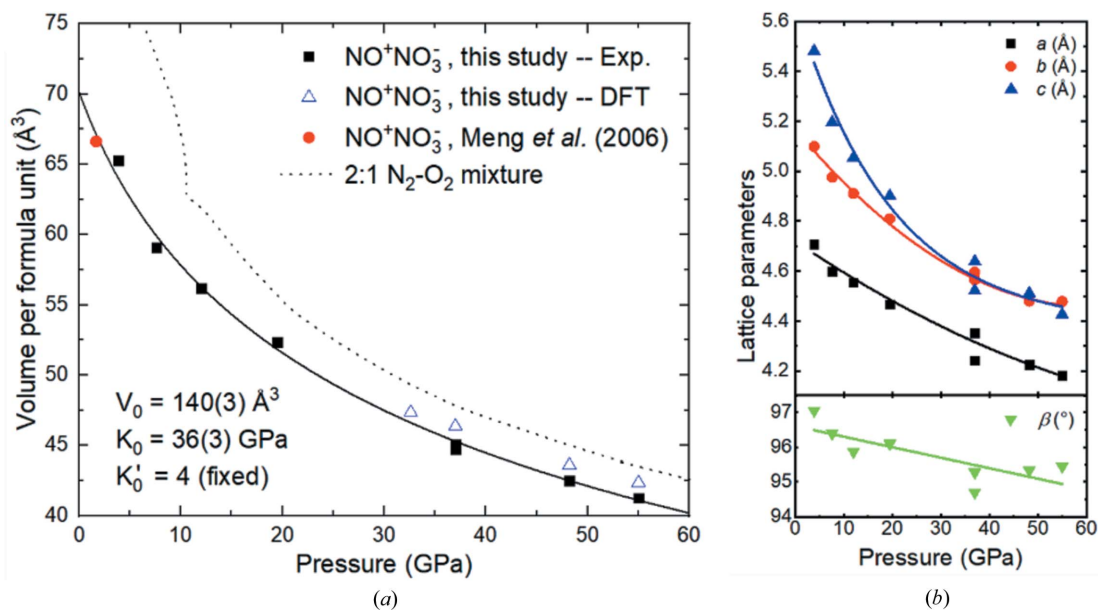 75
70
65
60
55
50
45
40
0
10
20
30
40
50
60
Volume per formula unit (Å³)
Pressure (GPa)
NO⁺NO₃⁻, this study -- Exp.
NO⁺NO₃⁻, this study -- DFT
NO⁺NO₃⁻, Meng et al. (2006)
2:1 N₂-O₂ mixture
V₀ = 140(3) Å³
K₀ = 36(3) GPa
K₀' = 4 (fixed)
(a)
5.6
5.4
5.2
5.0
4.8
4.6
4.4
4.2
97
96
95
94
0
10
20
30
40
50
60
Lattice parameters
Pressure (GPa)
a (Å)
b (Å)
c (Å)
β(°)
(b)